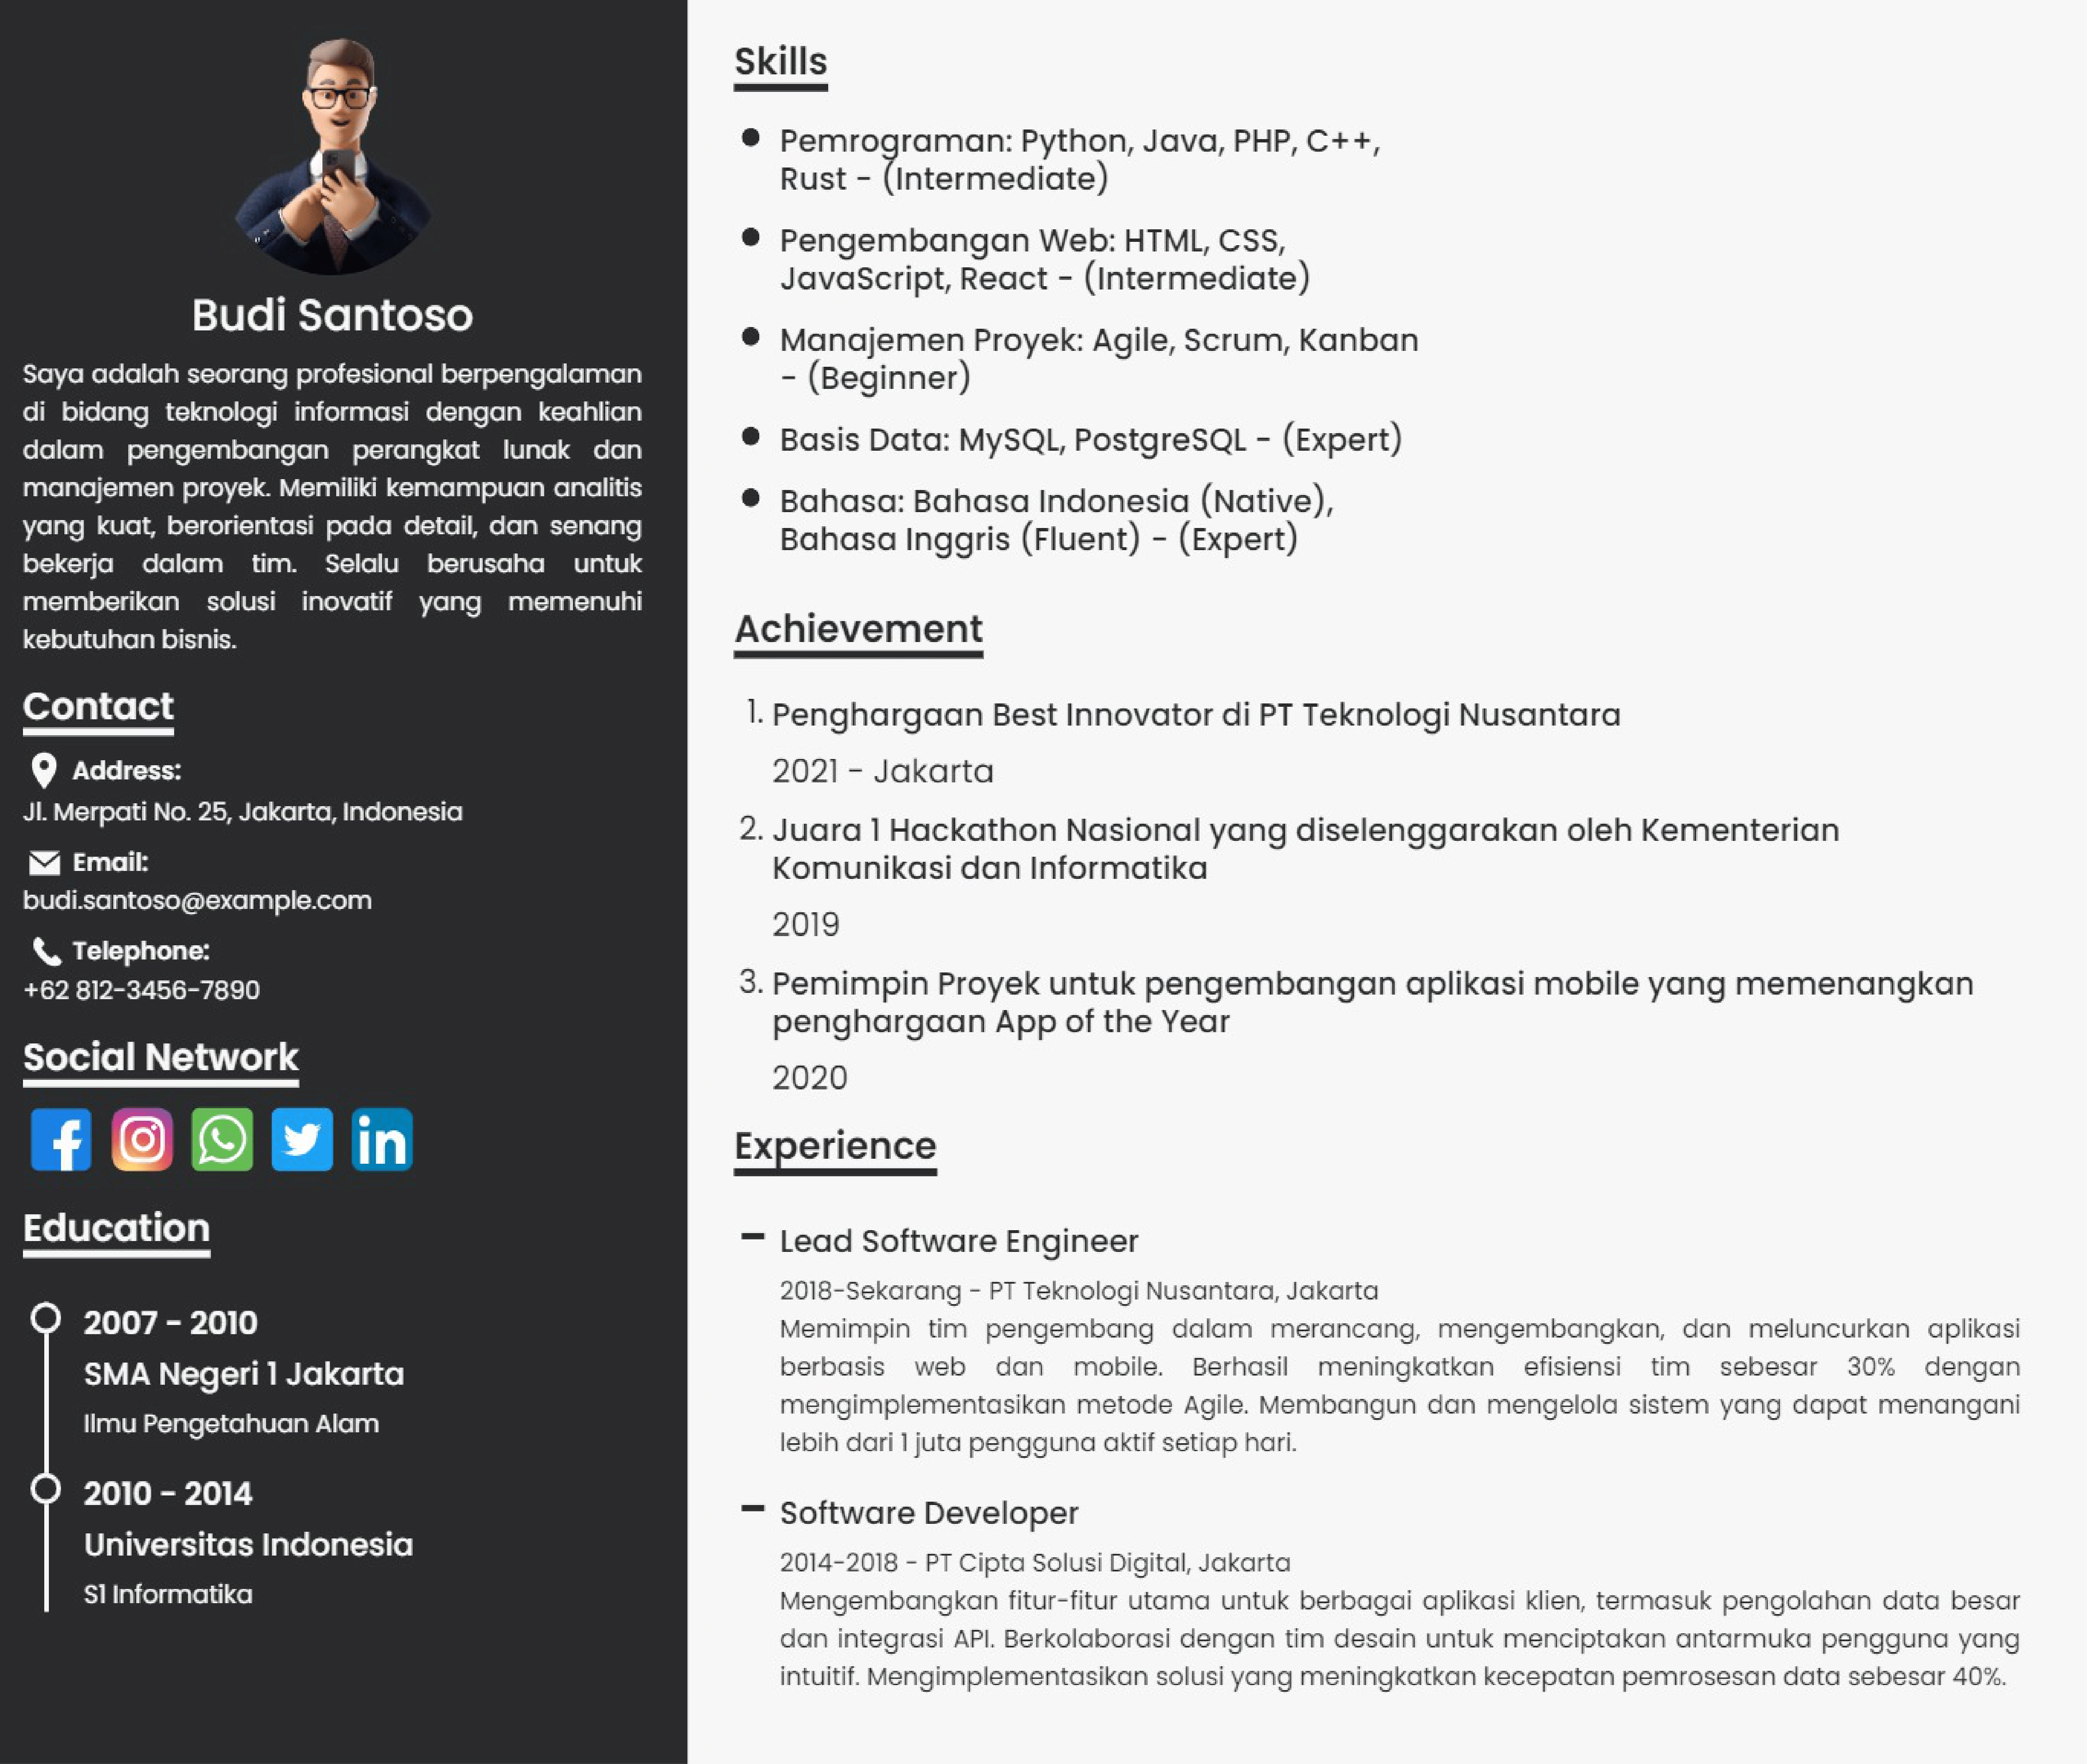 Budi Santoso
Saya adalah seorang profesional berpengalaman
di bidang teknologi informasi dengan keahlian
dalam pengembangan perangkat lunak dan
manajemen proyek. Memiliki kemampuan analitis
yang kuat, berorientasi pada detail, dan senang
bekerja dalam tim. Selalu berusaha untuk
memberikan solusi inovatif yang memenuhi
kebutuhan bisnis.
Contact
Address:
Jl. Merpati No. 25, Jakarta, Indonesia
Email:
budi.santoso@example.com
Telephone:
+62 812-3456-7890
Social Network
Education
2007 - 2010
SMA Negeri 1 Jakarta
Ilmu Pengetahuan Alam
2010 - 2014
Universitas Indonesia
S1 Informatika
Skills
● Pemrograman: Python, Java, PHP, C++,
Rust - (Intermediate)
● Pengembangan Web: HTML, CSS,
JavaScript, React - (Intermediate)
● Manajemen Proyek: Agile, Scrum, Kanban
- (Beginner)
● Basis Data: MySQL, PostgreSQL - (Expert)
● Bahasa: Bahasa Indonesia (Native),
Bahasa Inggris (Fluent) - (Expert)
Achievement
1. Penghargaan Best Innovator di PT Teknologi Nusantara
2021 - Jakarta
2. Juara 1 Hackathon Nasional yang diselenggarakan oleh Kementerian
Komunikasi dan Informatika
2019
3. Pemimpin Proyek untuk pengembangan aplikasi mobile yang memenangkan
penghargaan App of the Year
2020
Experience
- Lead Software Engineer
2018-Sekarang - PT Teknologi Nusantara, Jakarta
Memimpin tim pengembang dalam merancang, mengembangkan, dan meluncurkan aplikasi
berbasis web dan mobile. Berhasil meningkatkan efisiensi tim sebesar 30% dengan
mengimplementasikan metode Agile. Membangun dan mengelola sistem yang dapat menangani
lebih dari 1 juta pengguna aktif setiap hari.
- Software Developer
2014-2018 - PT Cipta Solusi Digital, Jakarta
Mengembangkan fitur-fitur utama untuk berbagai aplikasi klien, termasuk pengolahan data besar
dan integrasi API. Berkolaborasi dengan tim desain untuk menciptakan antarmuka pengguna yang
intuitif. Mengimplementasikan solusi yang meningkatkan kecepatan pemrosesan data sebesar 40%.